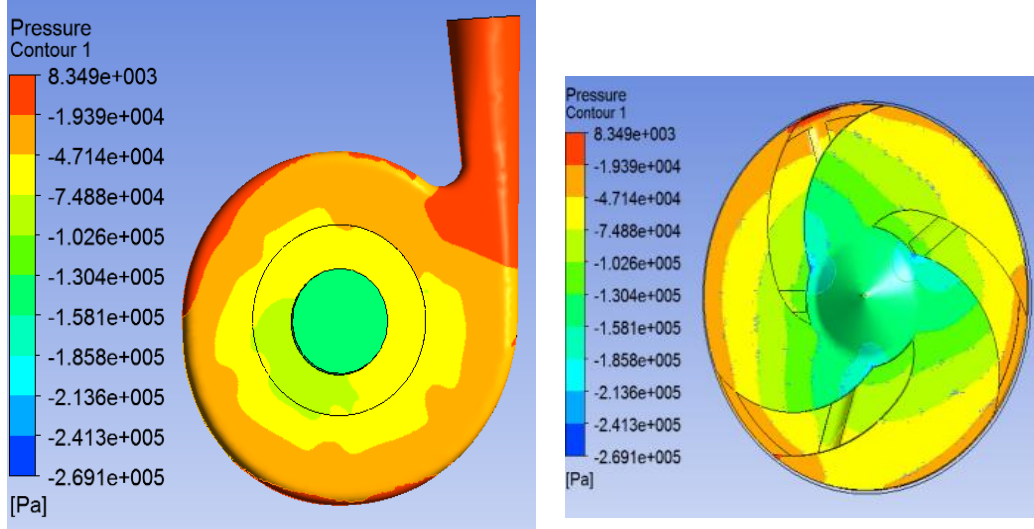 Pressure
Contour 1
8.349e+003
-1.939e+004
-4.714e+004
-7.488e+004
-1.026e+005
-1.304e+005
-1.581e+005
-1.858e+005
-2.136e+005
-2.413e+005
-2.691e+005
[Pa]
Pressure
Contour 1
8.349e+003
-1.939e+004
-4.714e+004
-7.488e+004
-1.026e+005
-1.304e+005
-1.581e+005
-1.858e+005
-2.136e+005
-2.413e+005
-2.691e+005
[Pa]